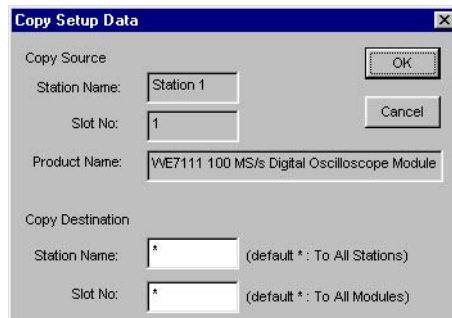 Copy Setup Data
Copy Source
OK
Station Name: Station 1
Cancel
Slot No: 1
Product Name: WE7111 100 MS/s Digital Oscilloscope Module
Copy Destination
Station Name: * (default * : To All Stations)
Slot No: * (default * : To All Modules)